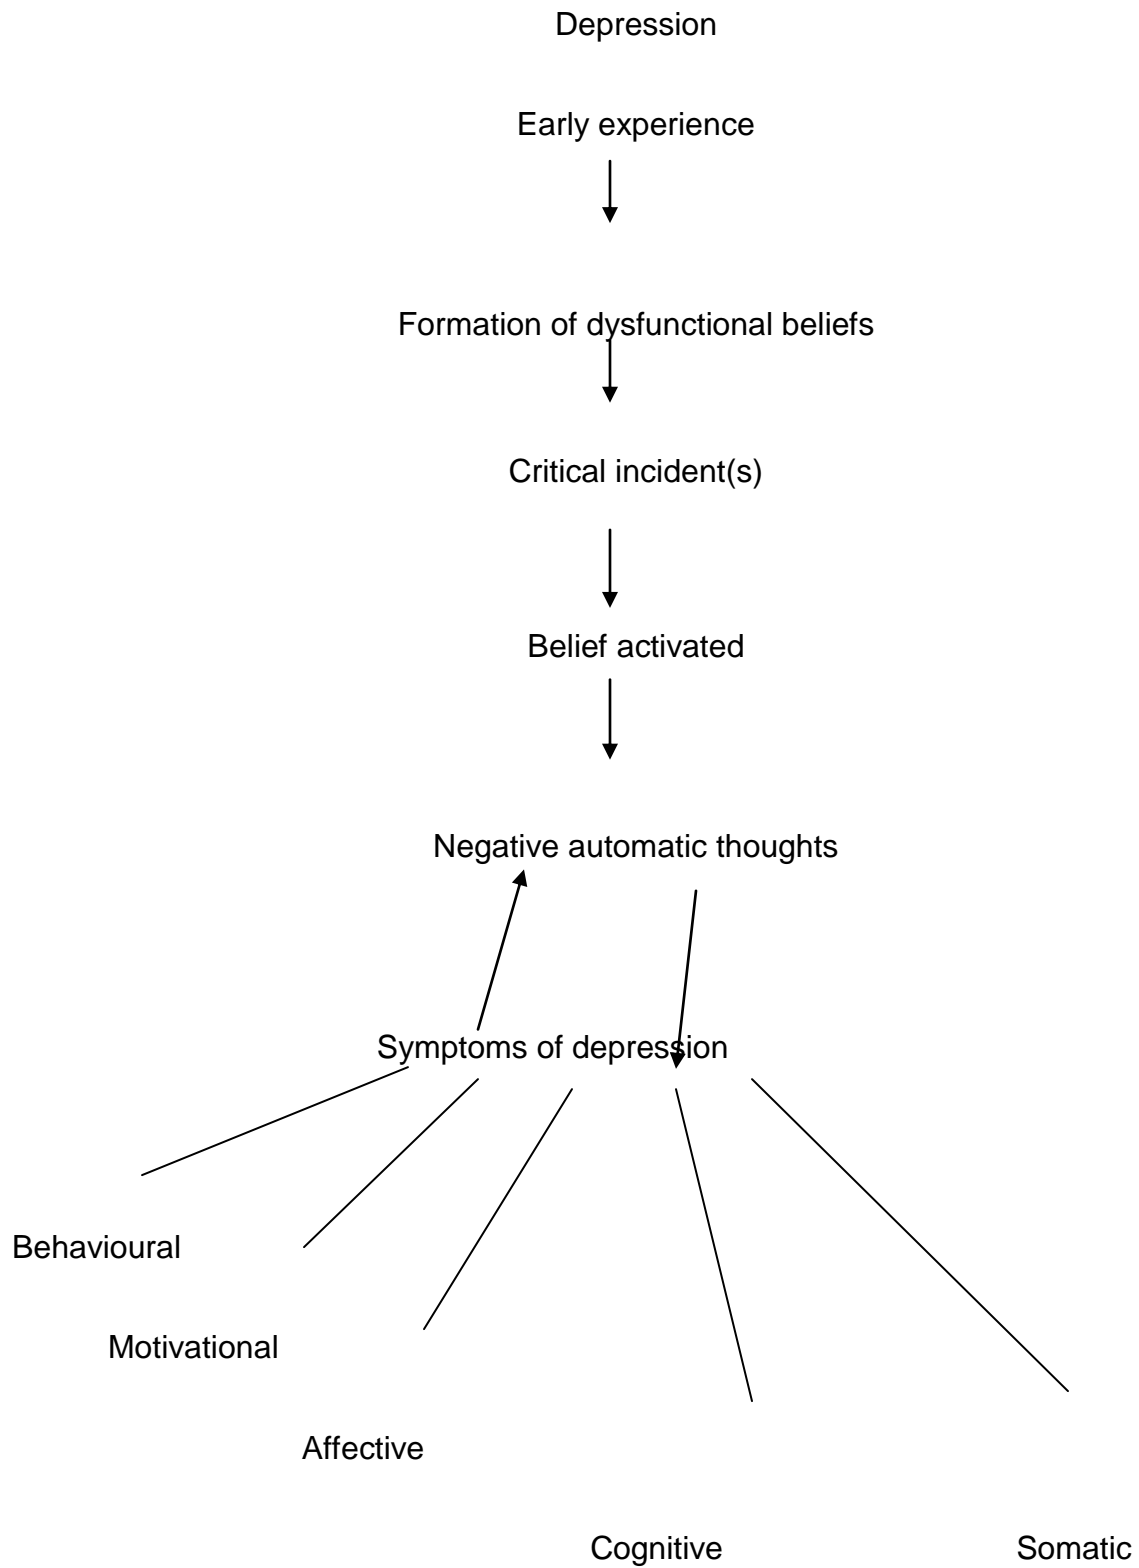 Depression
Early experience
Formation of dysfunctional beliefs
Critical incident(s)
Belief activated
Negative automatic thoughts
Symptoms of depression
Behavioural
Motivational
Affective
Cognitive
Somatic